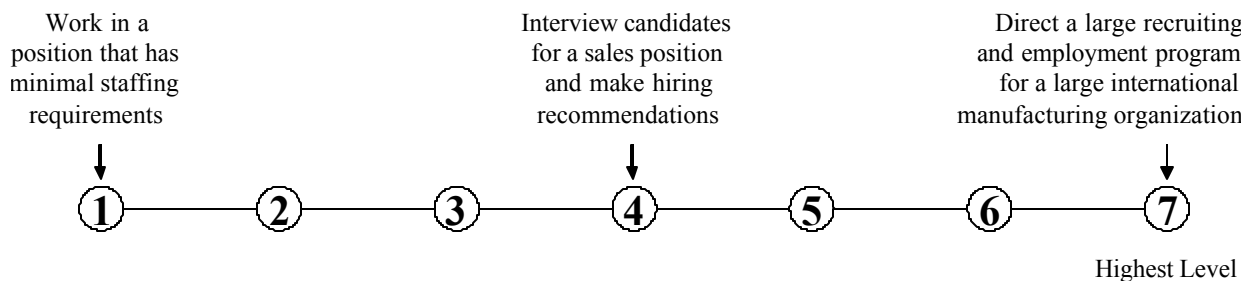 Work in a
position that has
minimal staffing
requirements
Interview candidates
for a sales position
and make hiring
recommendations
Direct a large recruiting
and employment program
for a large international
manufacturing organization
1 2 3 4 5 6 7
Highest Level